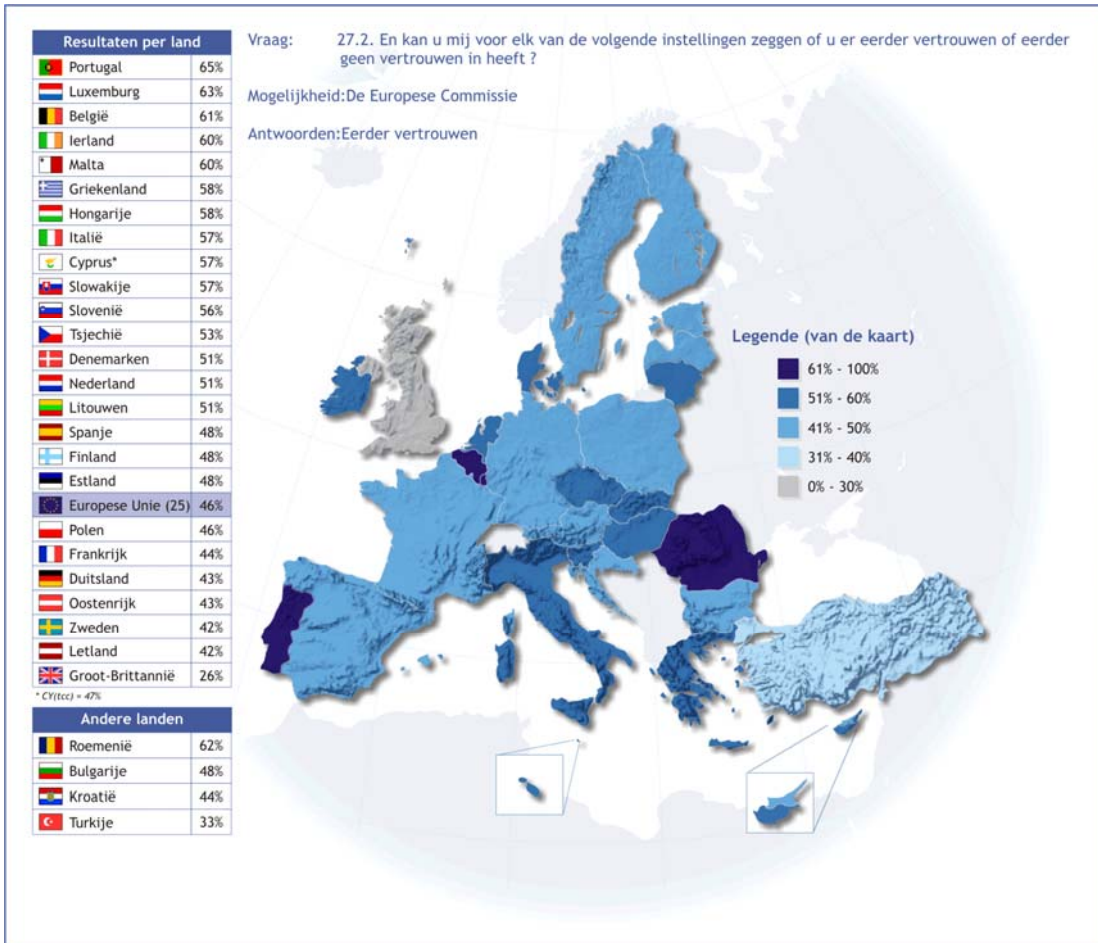 Resultaten per land
Portugal 65%
Luxemburg 63%
België 61%
Ierland 60%
Malta 60%
Griekenland 58%
Hongarije 58%
Italië 57%
Cyprus* 57%
Slowakije 57%
Slovenië 56%
Tsjechië 53%
Denemarken 51%
Nederland 51%
Litouwen 51%
Spanje 48%
Finland 48%
Estland 48%
Europese Unie (25) 46%
Polen 46%
Frankrijk 44%
Duitsland 43%
Oostenrijk 43%
Zweden 42%
Letland 42%
Groot-Brittannië 26%
* CY(tcc) = 47%
Andere landen
Roemenië 62%
Bulgarije 48%
Kroatië 44%
Turkije 33%
Vraag: 27.2. En kan u mij voor elk van de volgende instellingen zeggen of u er eerder vertrouwen of eerder
geen vertrouwen in heeft ?
Mogelijkheid:De Europese Commissie
Antwoorden:Eerder vertrouwen
Legende (van de kaart)
61% - 100%
51% - 60%
41% - 50%
31% - 40%
0% - 30%